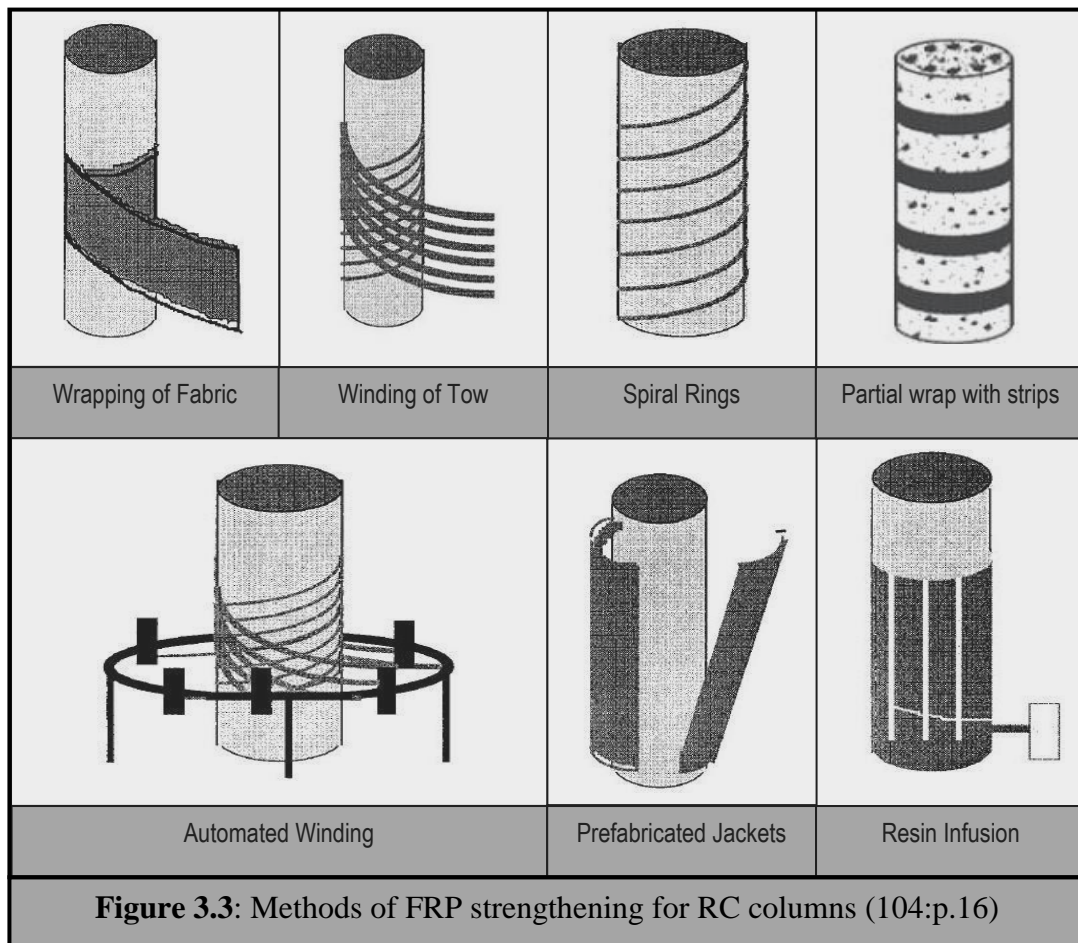 Wrapping of Fabric
Winding of Tow
Spiral Rings
Partial wrap with strips
Automated Winding
Prefabricated Jackets
Resin Infusion
Figure 3.3: Methods of FRP strengthening for RC columns (104:p.16)